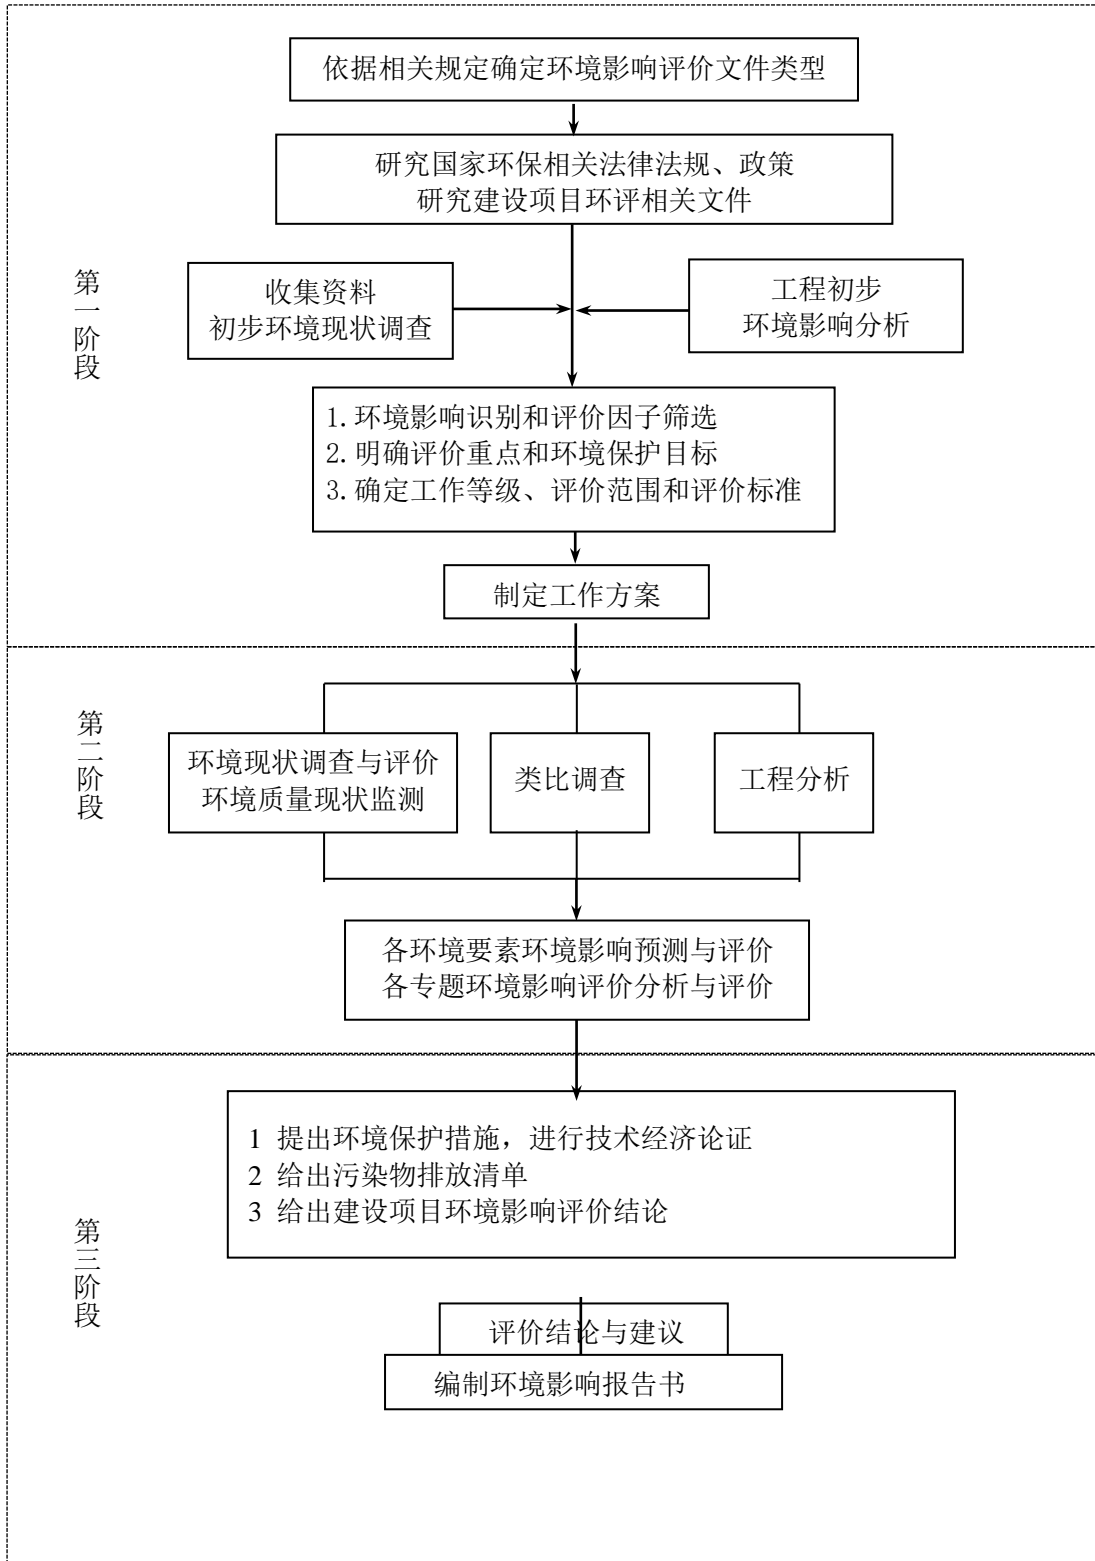 依据相关规定确定环境影响评价文件类型
研究国家环保相关法律法规、政策
研究建设项目环评相关文件
第一阶段
收集资料
初步环境现状调查
工程初步
环境影响分析
1.环境影响识别和评价因子筛选
2.明确评价重点和环境保护目标
3.确定工作等级、评价范围和评价标准
制定工作方案
第二阶段
环境现状调查与评价
环境质量现状监测
类比调查
工程分析
各环境要素环境影响预测与评价
各专题环境影响评价分析与评价
第三阶段
1 提出环境保护措施，进行技术经济论证
2 给出污染物排放清单
3 给出建设项目环境影响评价结论
评价结论与建议
编制环境影响报告书